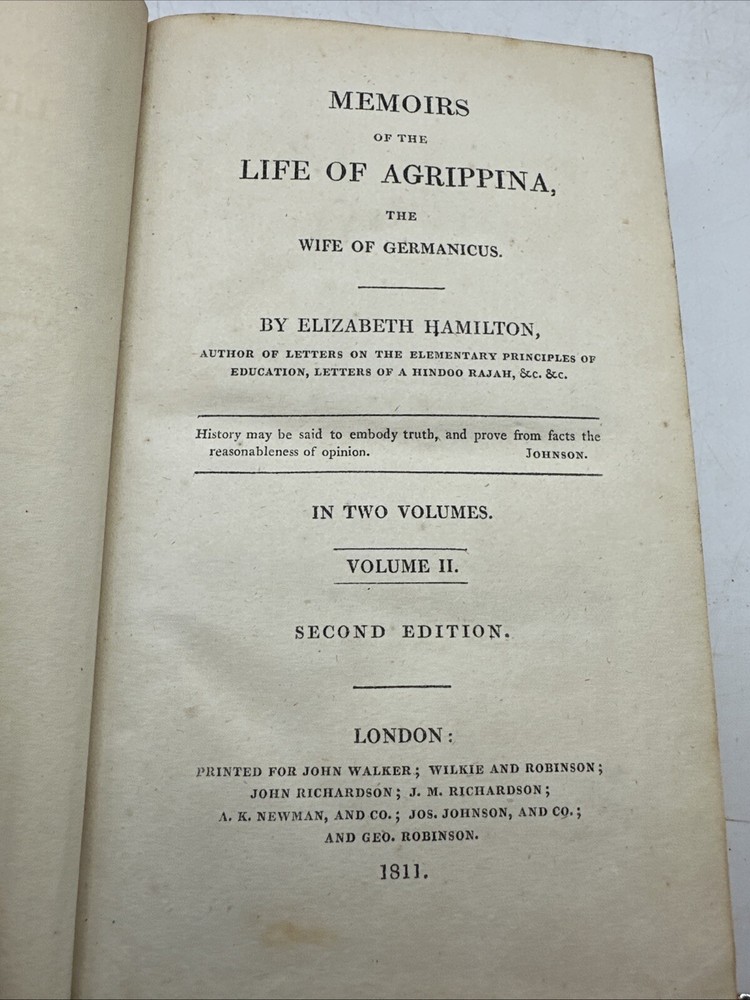 MEMOIRS
OF THE
LIFE OF AGRIPPINA,
THE
WIFE OF GERMANICUS.
BY ELIZABETH HAMILTON,
AUTHOR OF LETTERS ON THE ELEMENTARY PRINCIPLES OF
EDUCATION, LETTERS OF A HINDOO RAJAH, &c. &c.
History may be said to embody truth, and prove from facts the
reasonableness of opinion. JOHNSON.
IN TWO VOLUMES.
VOLUME II.
SECOND EDITION.
LONDON:
PRINTED FOR JOHN WALKER; WILKIE AND ROBINSON;
JOHN RICHARDSON; J. M. RICHARDSON;
A. K. NEWMAN, AND CO.; JOS. JOHNSON, AND CO.;
AND GEO. ROBINSON.
1811.